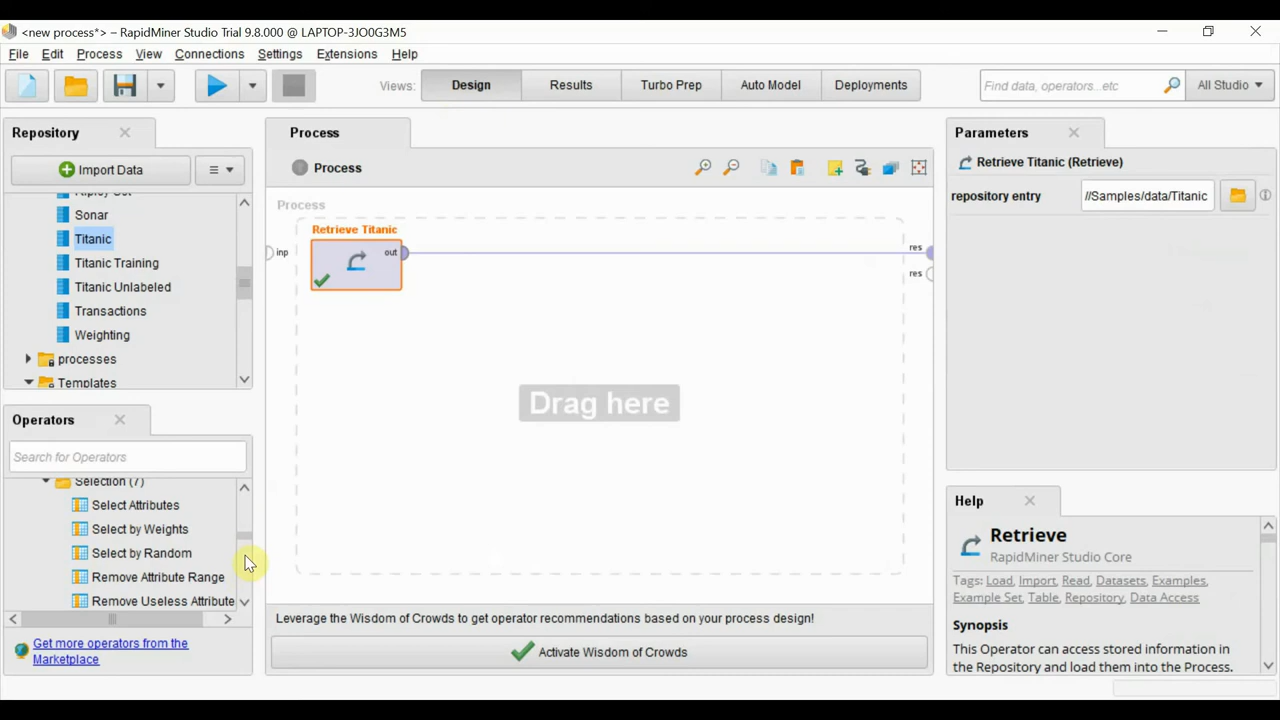 <new process*> – RapidMiner Studio Trial 9.8.000 @ LAPTOP-3JO0G3M5
File Edit Process View Connections Settings Extensions Help
Views: Design Results Turbo Prep Auto Model Deployments
Find data, operators...etc All Studio
Repository
Import Data
Ripley Set
Sonar
Titanic
Titanic Training
Titanic Unlabeled
Transactions
Weighting
processes
Templates
Operators
Search for Operators
Selection (7)
Select Attributes
Select by Weights
Select by Random
Remove Attribute Range
Remove Useless Attribute
Get more operators from the
Marketplace
Process
Process
Process
Retrieve Titanic
inp out res
res
Drag here
Leverage the Wisdom of Crowds to get operator recommendations based on your process design!
Activate Wisdom of Crowds
Parameters
Retrieve Titanic (Retrieve)
repository entry //Samples/data/Titanic
Help
Retrieve
RapidMiner Studio Core
Tags: Load, Import, Read, Datasets, Examples,
Example Set, Table, Repository, Data Access
Synopsis
This Operator can access stored information in
the Repository and load them into the Process.